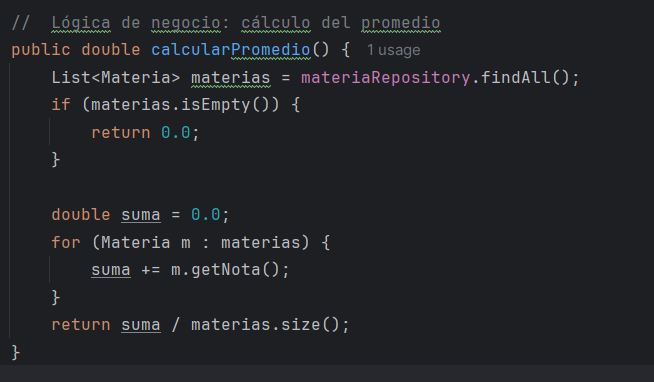 //  Lógica de negocio: cálculo del promedio
public double calcularPromedio() {  1 usage
    List<Materia> materias = materiaRepository.findAll();
    if (materias.isEmpty()) {
        return 0.0;
    }

    double suma = 0.0;
    for (Materia m : materias) {
        suma += m.getNota();
    }
    return suma / materias.size();
}